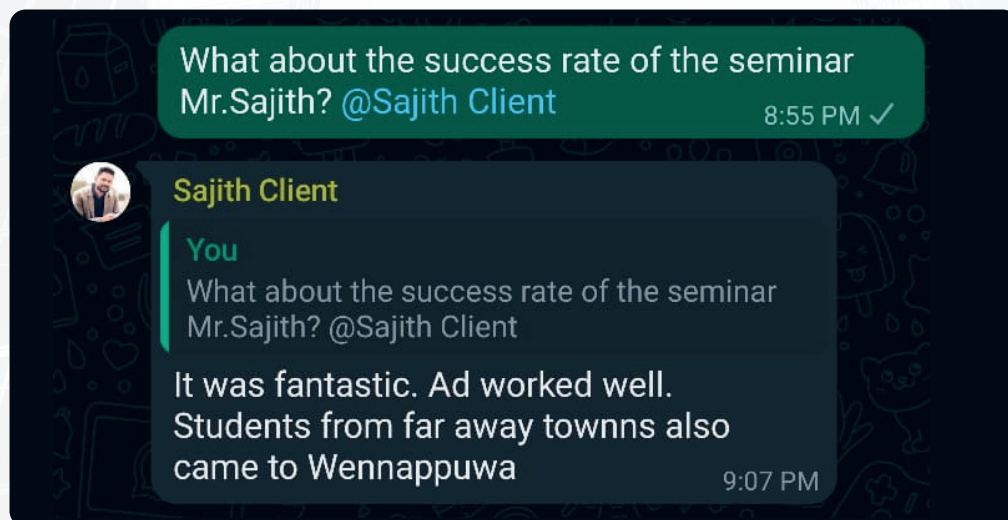 What about the success rate of the seminar
Mr.Sajith? @Sajith Client
8:55 PM
Sajith Client
You
What about the success rate of the seminar
Mr.Sajith? @Sajith Client
It was fantastic. Ad worked well.
Students from far away townns also
came to Wennappuwa
9:07 PM